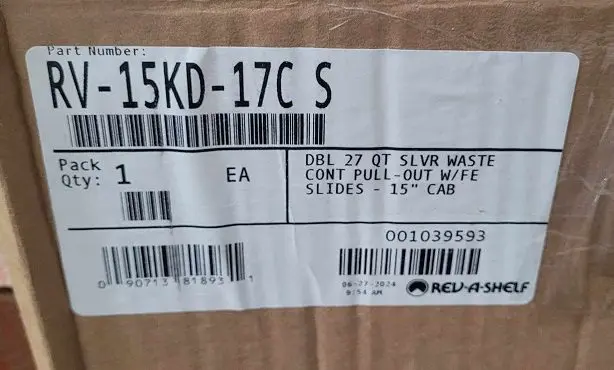 Part Number:
RV-15KD-17C S
Pack
Qty: 1 EA
DBL 27 QT SLVR WASTE
CONT PULL-OUT W/FE
SLIDES - 15" CAB
001039593
0 90713 81893 1
06-27-2024
9:54 AM
REV-A-SHELF